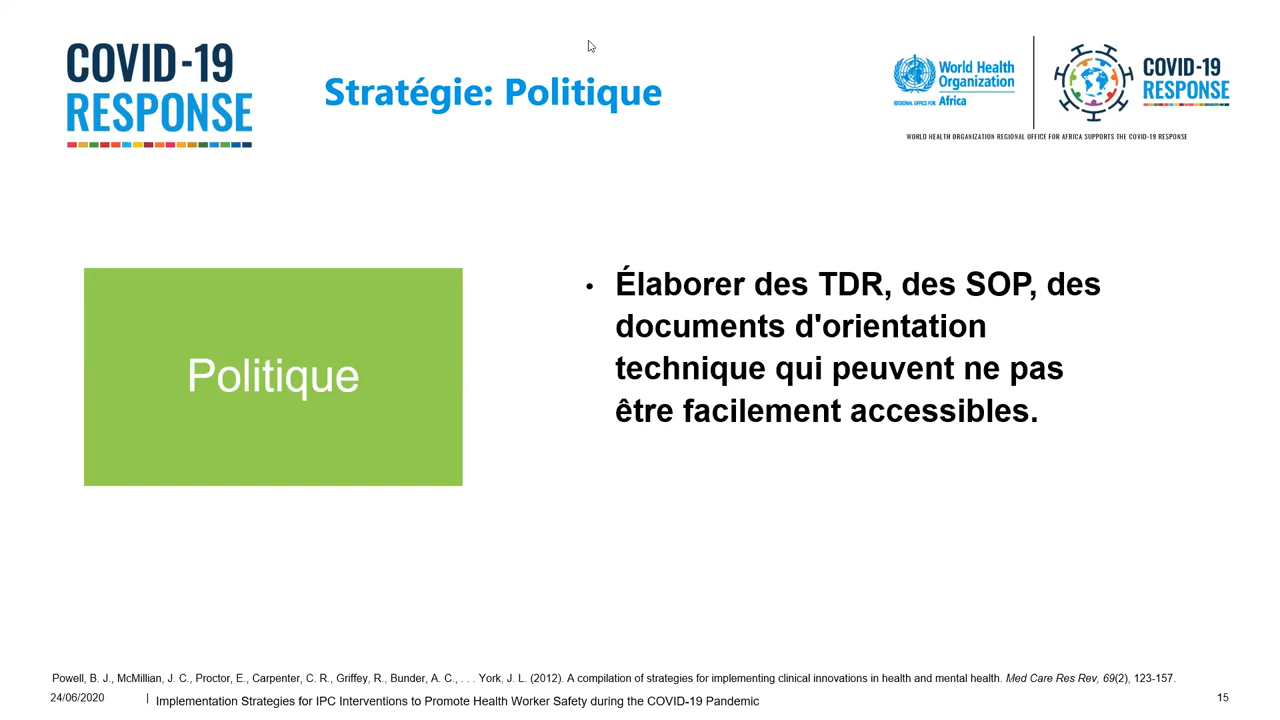 COVID-19
RESPONSE
Stratégie: Politique
World Health
Organization
REGIONAL OFFICE FOR Africa
COVID-19
RESPONSE
WORLD HEALTH ORGANIZATION REGIONAL OFFICE FOR AFRICA SUPPORTS THE COVID-19 RESPONSE
Politique
• Élaborer des TDR, des SOP, des
documents d'orientation
technique qui peuvent ne pas
être facilement accessibles.
Powell, B. J., McMillian, J. C., Proctor, E., Carpenter, C. R., Griffey, R., Bunder, A. C., . . . York, J. L. (2012). A compilation of strategies for implementing clinical innovations in health and mental health. Med Care Res Rev, 69(2), 123-157.
24/06/2020 | Implementation Strategies for IPC Interventions to Promote Health Worker Safety during the COVID-19 Pandemic 15